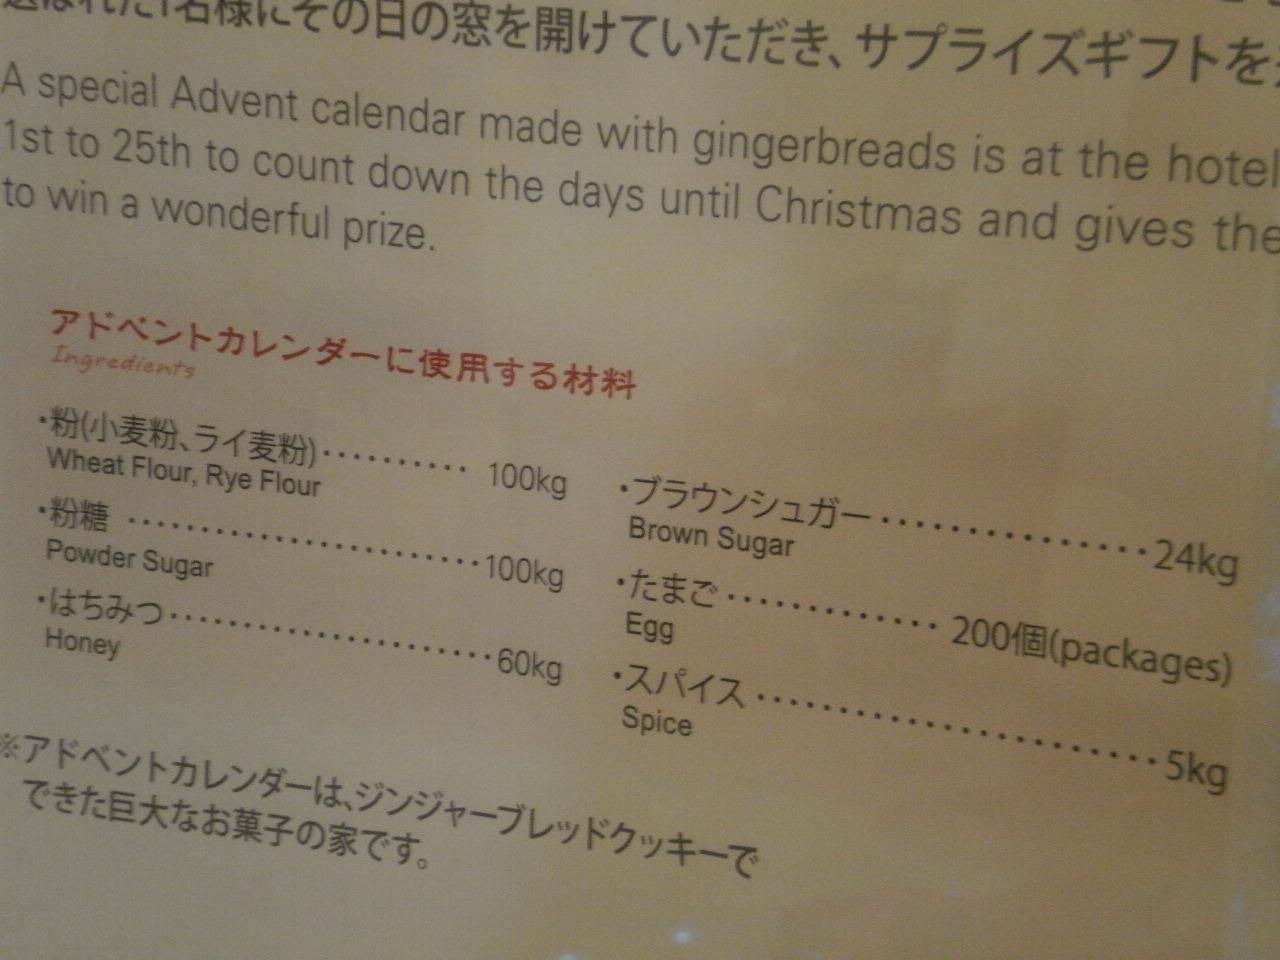 名様にその日の窓を開けていただき、サプライズギフトを
A special Advent calendar made with gingerbreads is at the hotel
1st to 25th to count down the days until Christmas and gives the
to win a wonderful prize.
アドベントカレンダーに使用する材料
Ingredients
・粉(小麦粉、ライ麦粉)・・・・・・・・・・ 100kg
Wheat Flour, Rye Flour
・粉糖 ・・・・・・・・・・・・・・・・・・・・・・・100kg
Powder Sugar
・はちみつ・・・・・・・・・・・・・・・・・・・・・60kg
Honey
・ブラウンシュガー・・・・・・・・・・・・・24kg
Brown Sugar
・たまご・・・・・・・・・・・・ 200個(packages)
Egg
・スパイス・・・・・・・・・・・・・・・・・・・・5kg
Spice
※アドベントカレンダーは、ジンジャーブレッドクッキーで
できた巨大なお菓子の家です。